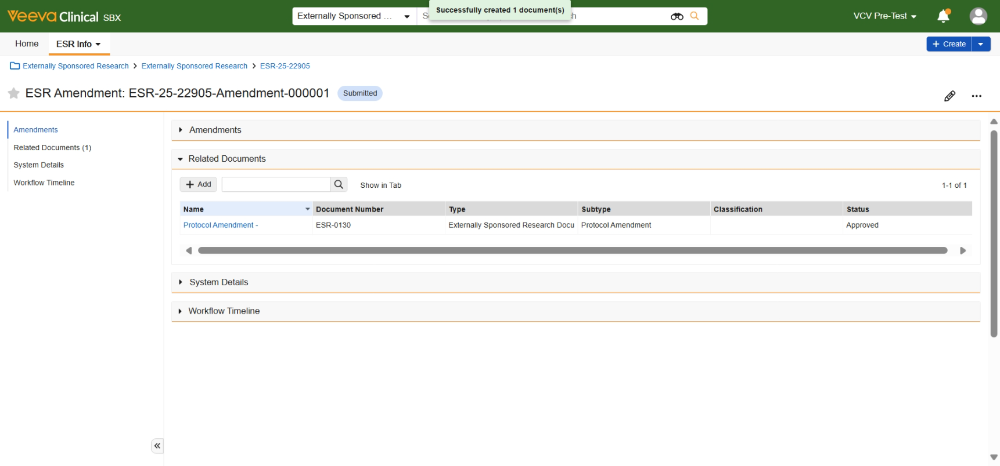 Veeva Clinical SBX
Externally Sponsored ...
Successfully created 1 document(s)
VCV Pre-Test
Home
ESR Info
+ Create
Externally Sponsored Research > Externally Sponsored Research > ESR-25-22905
ESR Amendment: ESR-25-22905-Amendment-000001
Submitted
Amendments
Related Documents (1)
System Details
Workflow Timeline
Amendments
Related Documents
+ Add
Show in Tab
1-1 of 1
Name Document Number Type Subtype Classification Status
Protocol Amendment - ESR-0130 Externally Sponsored Research Docu Protocol Amendment Approved
System Details
Workflow Timeline